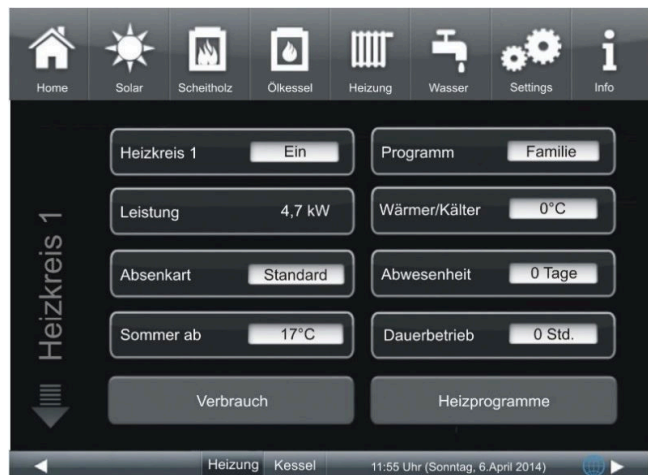 Home Solar Scheitholz Ölkessel Heizung Wasser Settings Info
Heizkreis 1
Heizkreis 1 Ein
Programm Familie
Leistung 4,7 kW
Wärmer/Kälter 0°C
Absenkart Standard
Abwesenheit 0 Tage
Sommer ab 17°C
Dauerbetrieb 0 Std.
Verbrauch
Heizprogramme
Heizung Kessel 11:55 Uhr (Sonntag, 6.April 2014)